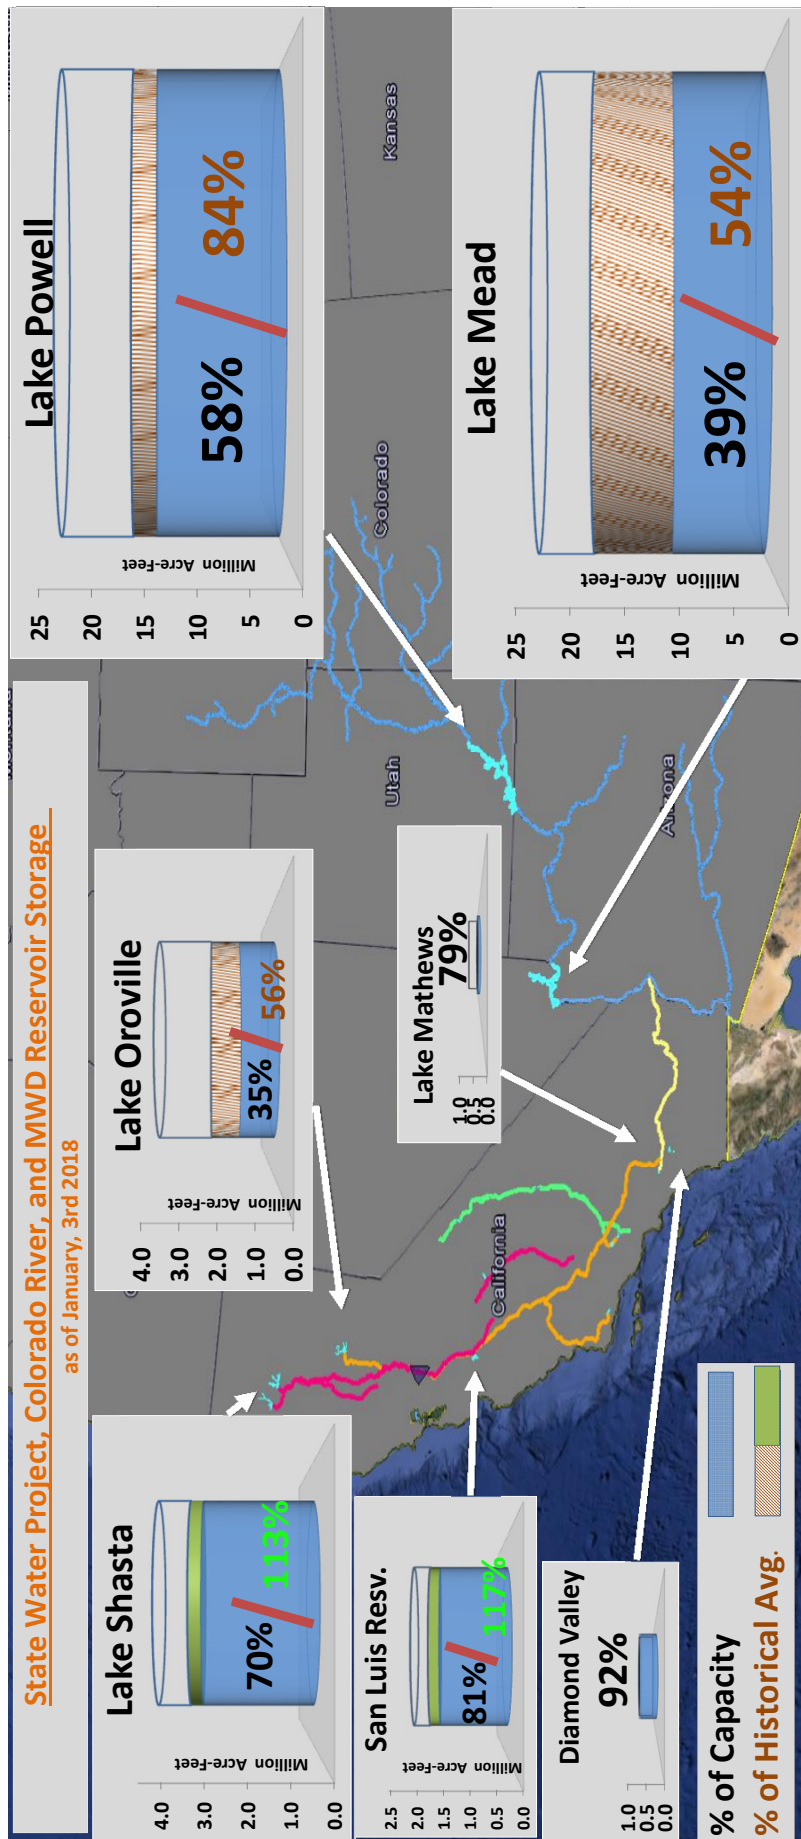 State Water Project, Colorado River, and MWD Reservoir Storage
as of January, 3rd 2018
Lake Shasta
4.0
3.0
2.0
1.0
0.0
Million Acre-Feet
70%
113%
San Luis Resv.
2.5
2.0
1.5
1.0
0.5
0.0
Million Acre-Feet
81%
117%
Diamond Valley
1.0
0.5
0.0
92%
% of Capacity
% of Historical Avg.
Lake Oroville
4.0
3.0
2.0
1.0
0.0
Million Acre-Feet
35%
56%
Lake Mathews
1.0
0.5
0.0
79%
Lake Powell
25
20
15
10
5
0
Million Acre-Feet
58%
84%
Lake Mead
25
20
15
10
5
0
Million Acre-Feet
39%
54%
California
Utah
Arizona
Colorado
Kansas